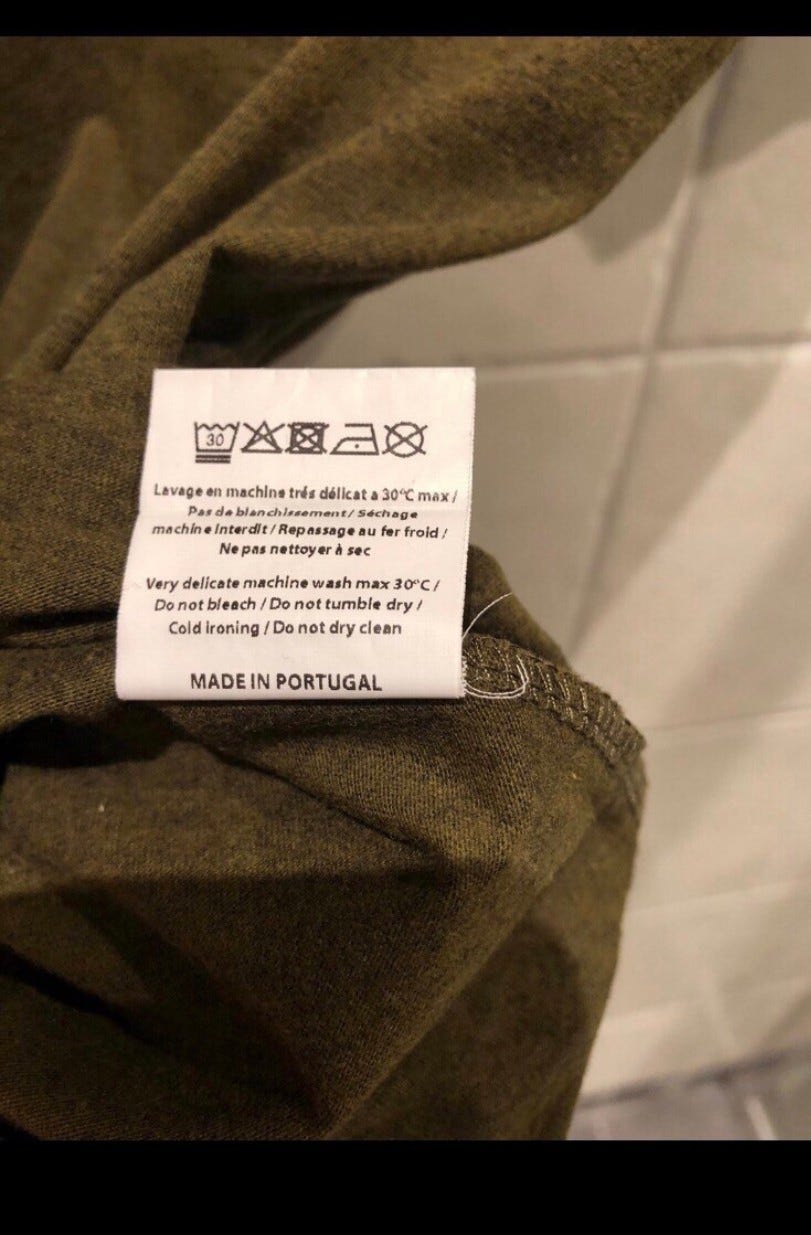 30
Lavage en machine trés délicat a 30°C max /
Pas de blanchissement / Séchage
machine interdit / Repassage au fer froid /
Ne pas nettoyer à sec
Very delicate machine wash max 30°C /
Do not bleach / Do not tumble dry /
Cold ironing / Do not dry clean
MADE IN PORTUGAL